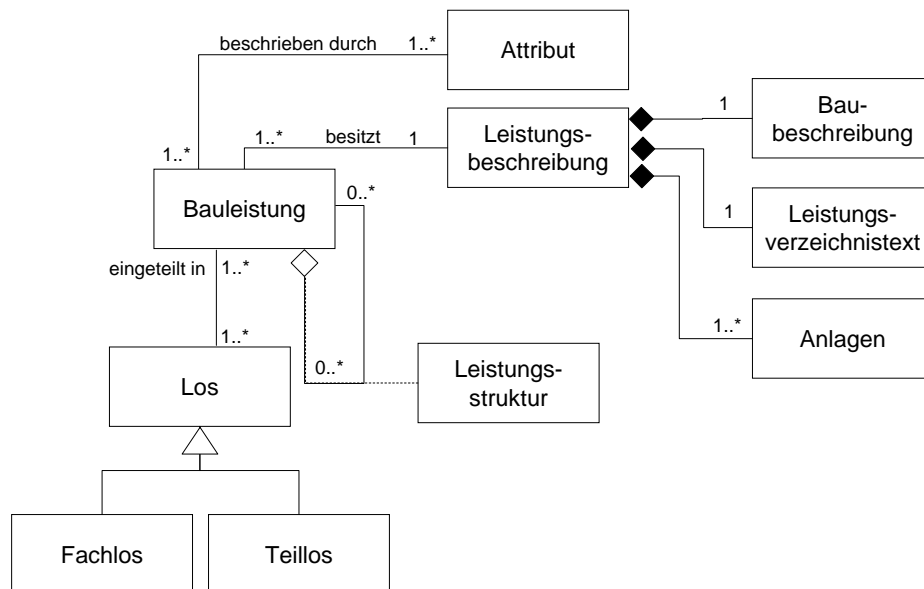 beschrieben durch
1..*
Attribut
1..*
1..*
besitzt
1
Leistungs-
beschreibung
1
Bau-
beschreibung
Bauleistung
0..*
1
Leistungs-
verzeichnistext
eingeteilt in
1..*
1..*
0..*
1..*
Anlagen
Los
Leistungs-
struktur
Fachlos
Teillos